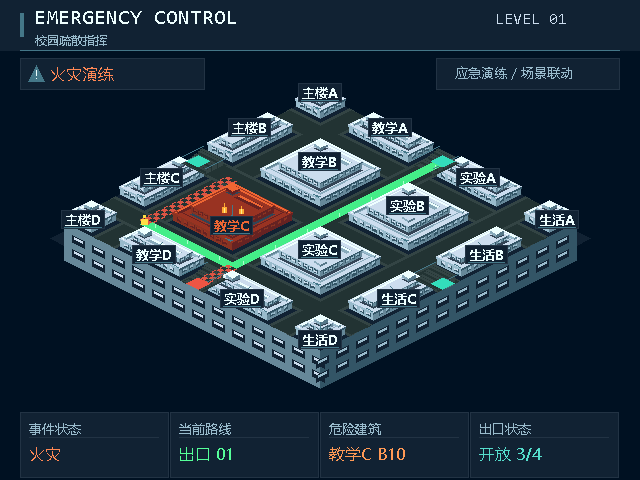 EMERGENCY CONTROL
LEVEL 01
校园疏散指挥
火灾演练
应急演练 / 场景联动
主楼A
主楼B
教学A
教学B
主楼C
实验A
实验B
主楼D
教学C
生活A
实验C
教学D
生活B
实验D
生活C
生活D
事件状态
火灾
当前路线
出口 01
危险建筑
教学C B10
出口状态
开放 3/4